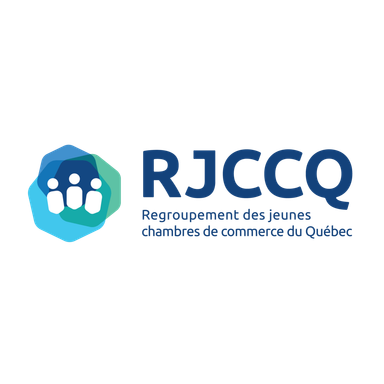 RJCCQ
Regroupement des jeunes
chambres de commerce du Québec